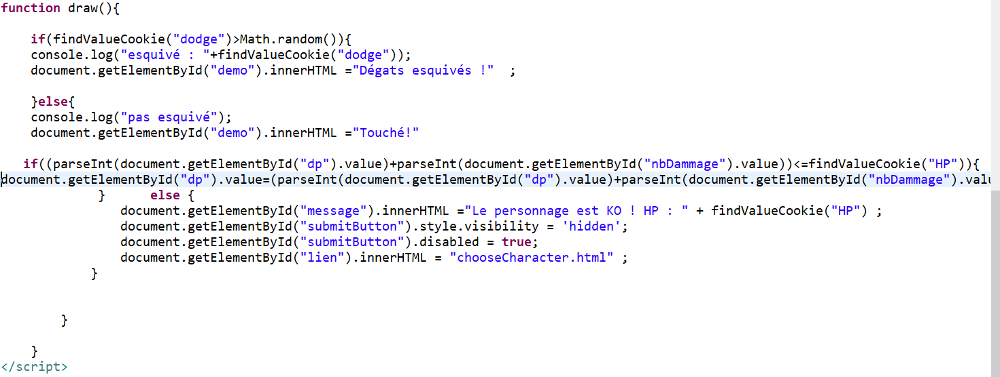 function draw(){
if(findValueCookie("dodge")>Math.random()){
console.log("esquivé : "+findValueCookie("dodge"));
document.getElementById("demo").innerHTML ="Dégats esquivés !"  ;
}else{
console.log("pas esquivé");
document.getElementById("demo").innerHTML ="Touché!"
if((parseInt(document.getElementById("dp").value)+parseInt(document.getElementById("nbDammage").value))<=findValueCookie("HP")){
document.getElementById("dp").value=(parseInt(document.getElementById("dp").value)+parseInt(document.getElementById("nbDammage").valu
}      else {
document.getElementById("message").innerHTML ="Le personnage est KO ! HP : " + findValueCookie("HP") ;
document.getElementById("submitButton").style.visibility = 'hidden';
document.getElementById("submitButton").disabled = true;
document.getElementById("lien").innerHTML = "chooseCharacter.html" ;
}
}
}
</script>